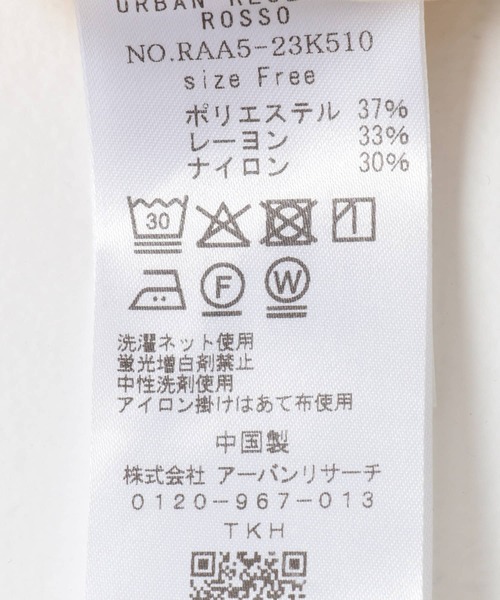 URBAN RESE
ROSSO
NO.RAA5-23K510
size Free
ポリエステル 37%
レーヨン 33%
ナイロン 30%
30
F W
洗濯ネット使用
蛍光増白剤禁止
中性洗剤使用
アイロン掛けはあて布使用
中国製
株式会社 アーバンリサーチ
0120-967-013
TKH